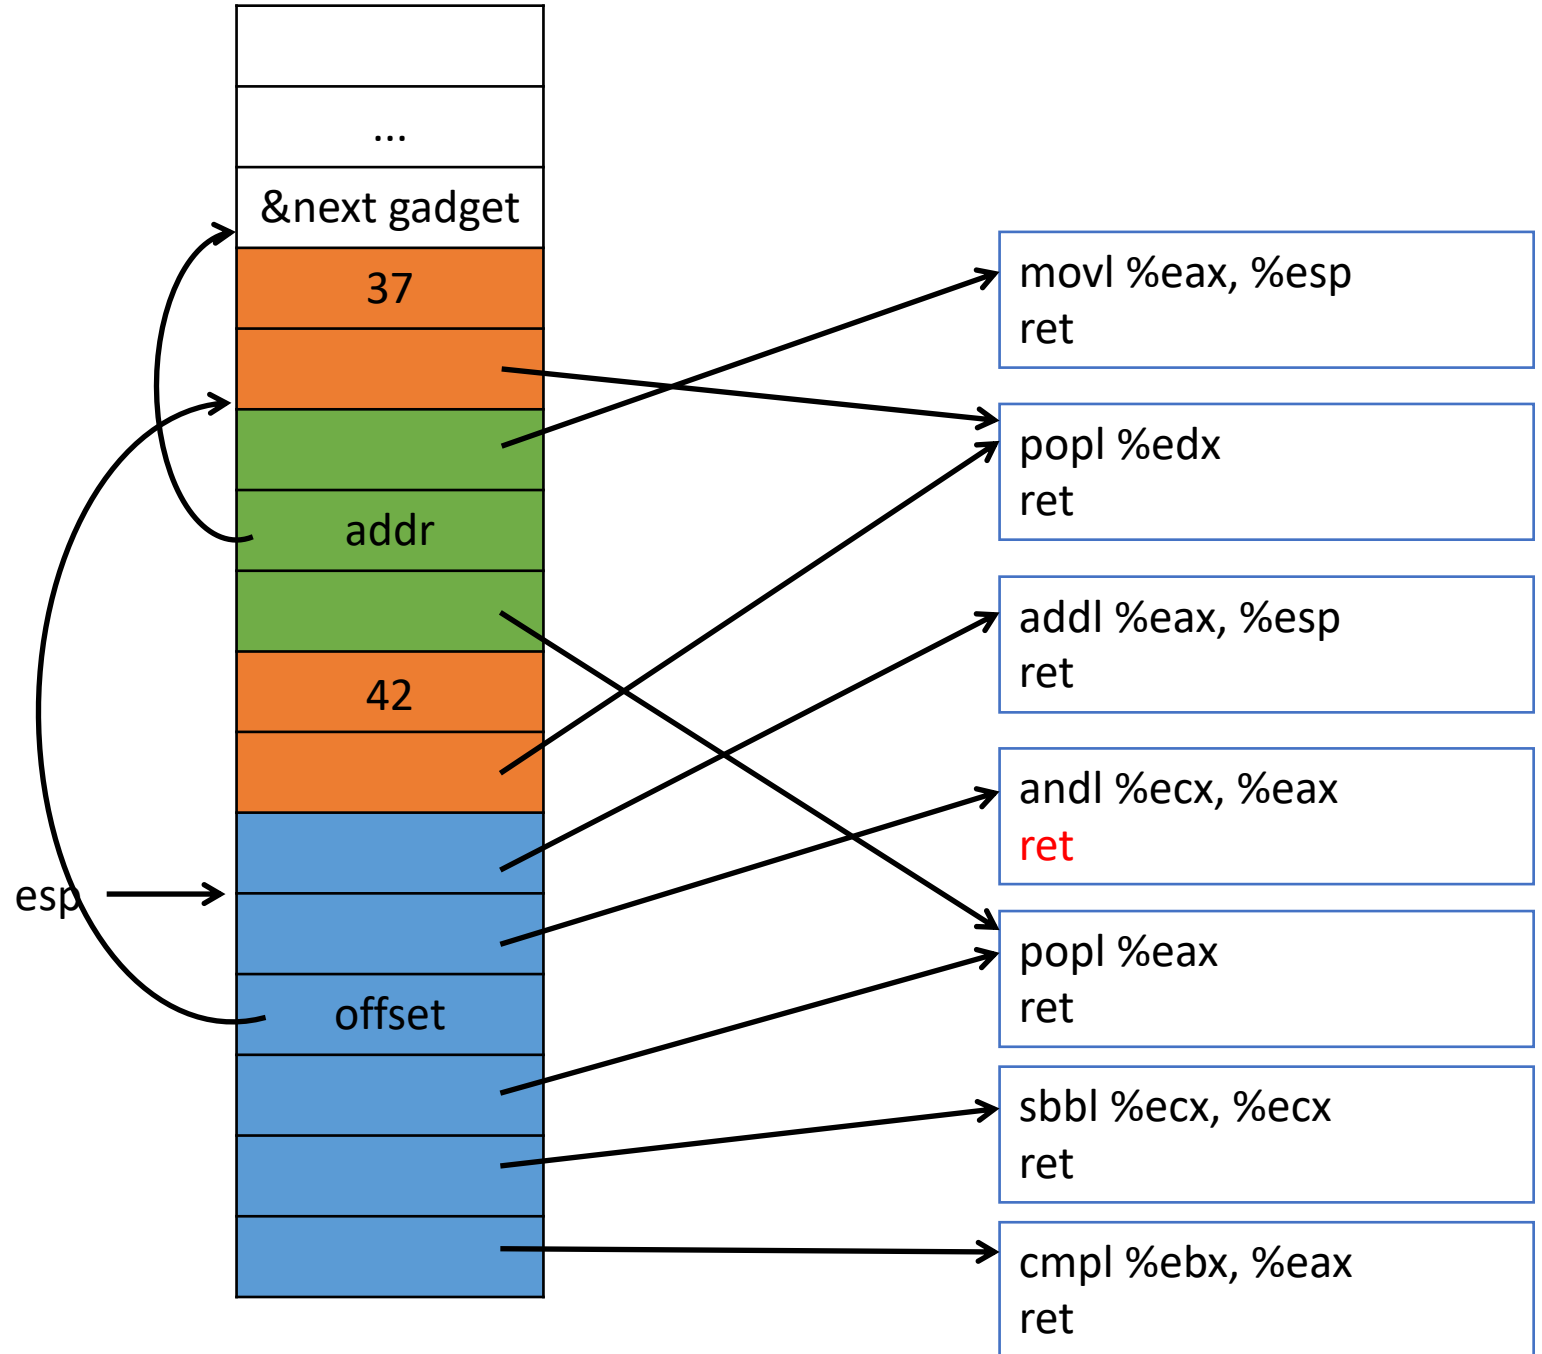 ...
&next gadget
37
addr
42
esp
offset
movl %eax, %esp
ret
popl %edx
ret
addl %eax, %esp
ret
andl %ecx, %eax
ret
popl %eax
ret
sbbl %ecx, %ecx
ret
cmpl %ebx, %eax
ret